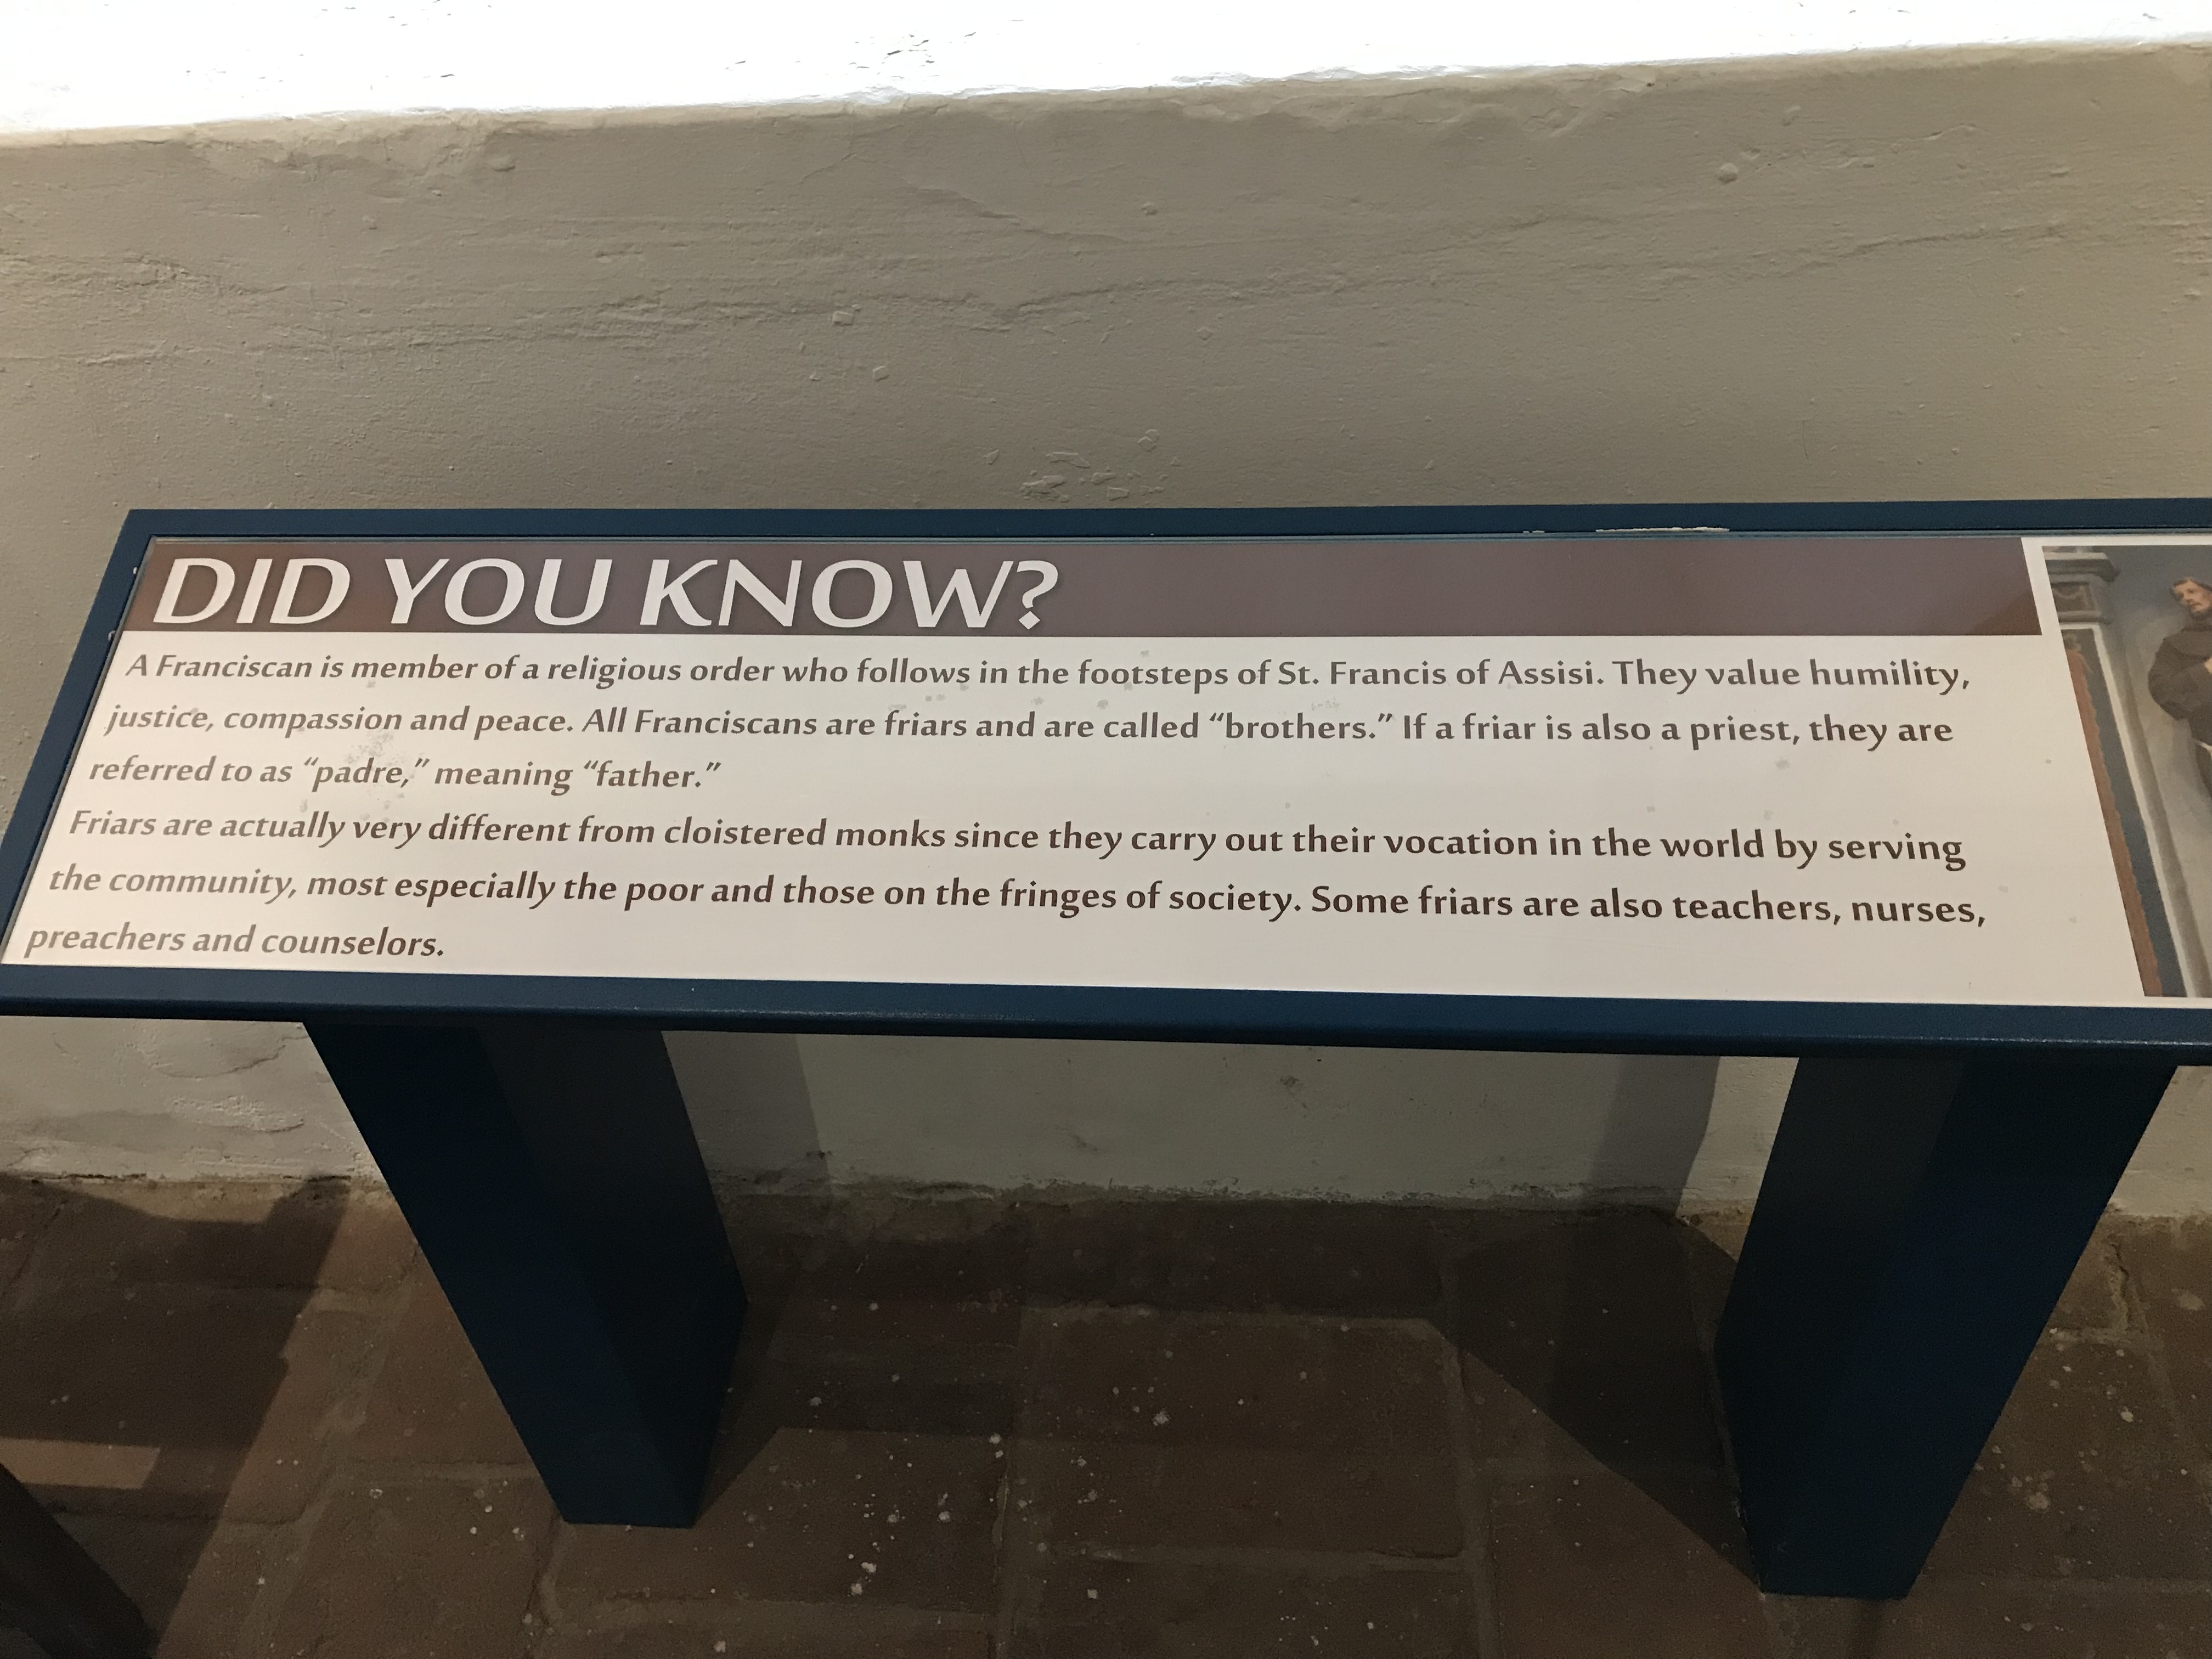 DID YOU KNOW?
A Franciscan is member of a religious order who follows in the footsteps of St. Francis of Assisi. They value humility,
justice, compassion and peace. All Franciscans are friars and are called “brothers.” If a friar is also a priest, they are
referred to as “padre,” meaning “father.”
Friars are actually very different from cloistered monks since they carry out their vocation in the world by serving
the community, most especially the poor and those on the fringes of society. Some friars are also teachers, nurses,
preachers and counselors.